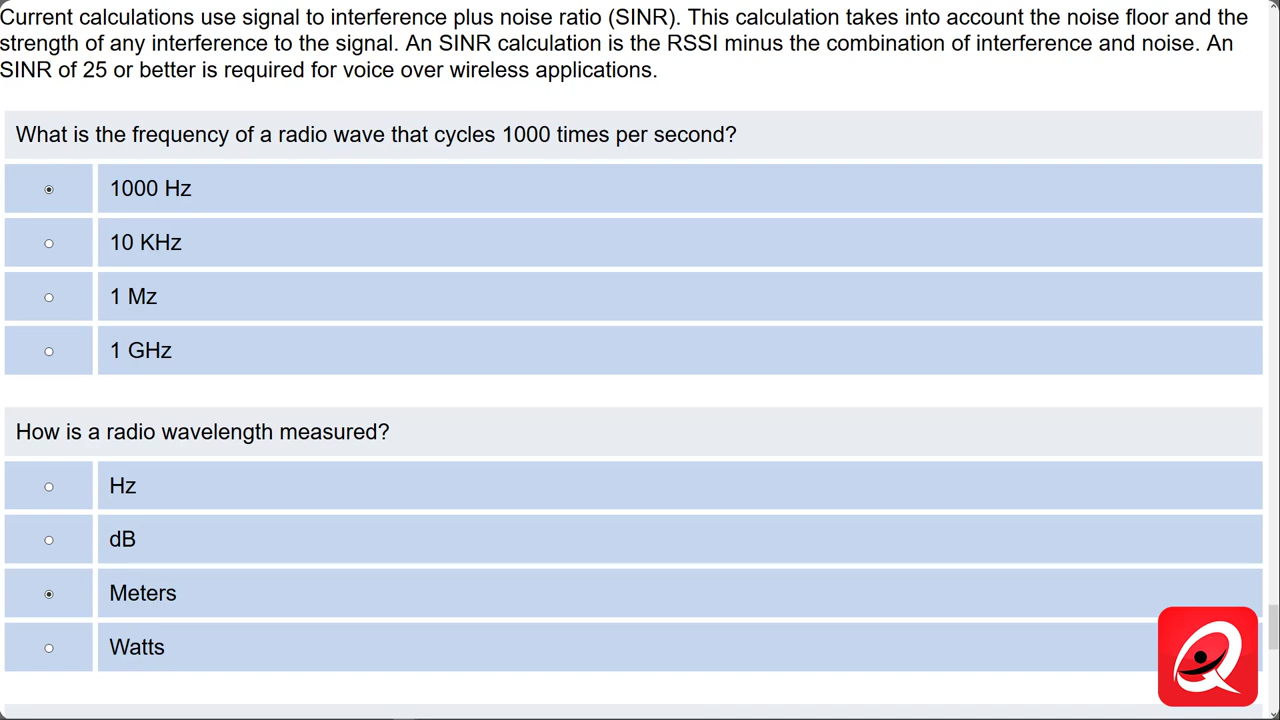 Current calculations use signal to interference plus noise ratio (SINR). This calculation takes into account the noise floor and the
strength of any interference to the signal. An SINR calculation is the RSSI minus the combination of interference and noise. An
SINR of 25 or better is required for voice over wireless applications.
What is the frequency of a radio wave that cycles 1000 times per second?
1000 Hz
10 KHz
1 Mz
1 GHz
How is a radio wavelength measured?
Hz
dB
Meters
Watts